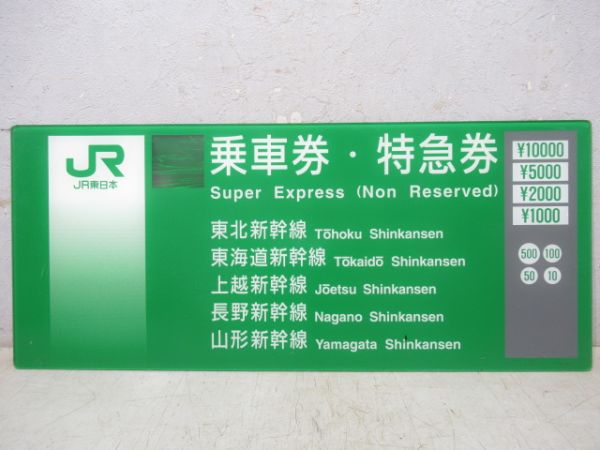 JR
JR東日本
乗車券・特急券
Super Express (Non Reserved)
東北新幹線 Tōhoku Shinkansen
東海道新幹線 Tōkaidō Shinkansen
上越新幹線 Jōetsu Shinkansen
長野新幹線 Nagano Shinkansen
山形新幹線 Yamagata Shinkansen
¥10000
¥5000
¥2000
¥1000
500 100
50 10